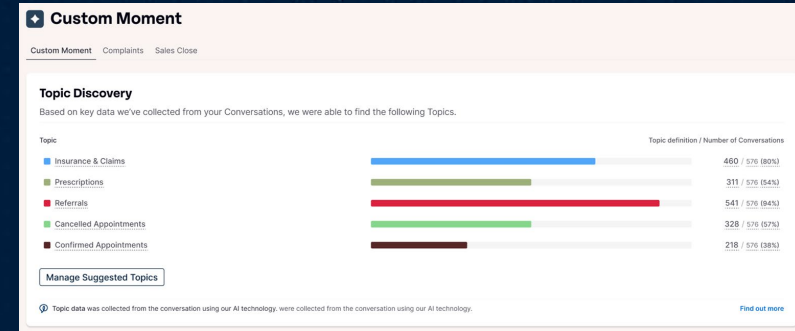 Custom Moment
Custom Moment Complaints Sales Close
Topic Discovery
Based on key data we've collected from your Conversations, we were able to find the following Topics.
Topic Topic definition / Number of Conversations
Insurance & Claims 460 / 576 (80%)
Prescriptions 311 / 576 (54%)
Referrals 541 / 576 (94%)
Cancelled Appointments 328 / 576 (57%)
Confirmed Appointments 218 / 576 (38%)
Manage Suggested Topics
Topic data was collected from the conversation using our AI technology. were collected from the conversation using our AI technology. Find out more